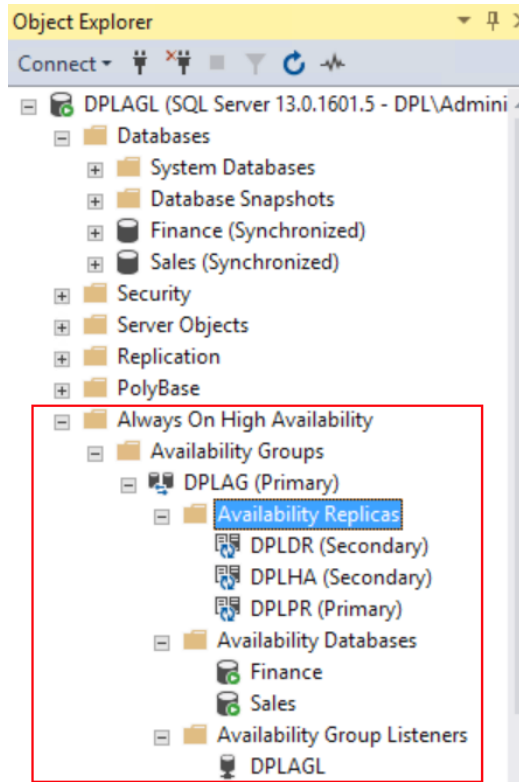 Object Explorer
Connect
DPLAGL (SQL Server 13.0.1601.5 - DPL\Admini
Databases
System Databases
Database Snapshots
Finance (Synchronized)
Sales (Synchronized)
Security
Server Objects
Replication
PolyBase
Always On High Availability
Availability Groups
DPLAG (Primary)
Availability Replicas
DPLDR (Secondary)
DPLHA (Secondary)
DPLPR (Primary)
Availability Databases
Finance
Sales
Availability Group Listeners
DPLAGL